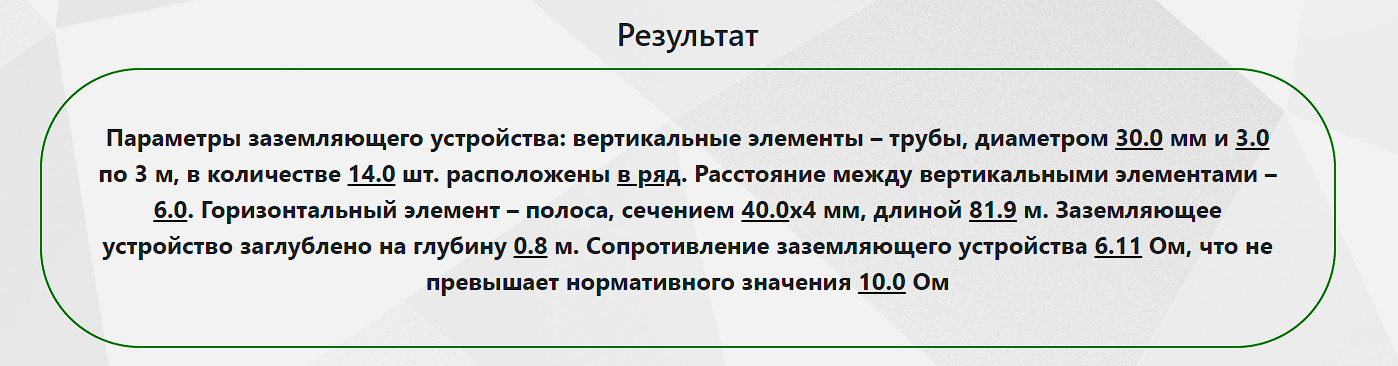 Результат
Параметры заземляющего устройства: вертикальные элементы – трубы, диаметром 30.0 мм и 3.0
по 3 м, в количестве 14.0 шт. расположены в ряд. Расстояние между вертикальными элементами –
6.0. Горизонтальный элемент – полоса, сечением 40.0х4 мм, длиной 81.9 м. Заземляющее
устройство заглублено на глубину 0.8 м. Сопротивление заземляющего устройства 6.11 Ом, что не
превышает нормативного значения 10.0 Ом